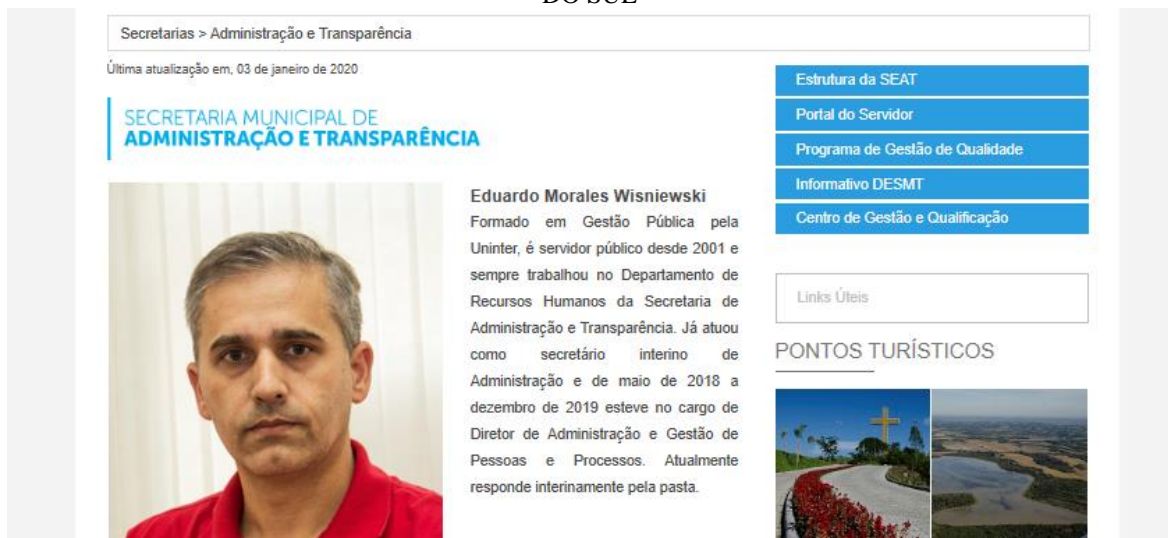 DO SUL
Secretarias > Administração e Transparência
Última atualização em, 03 de janeiro de 2020
SECRETARIA MUNICIPAL DE
ADMINISTRAÇÃO E TRANSPARÊNCIA
Eduardo Morales Wisniewski
Formado em Gestão Pública pela
Uninter, é servidor público desde 2001 e
sempre trabalhou no Departamento de
Recursos Humanos da Secretaria de
Administração e Transparência. Já atuou
como secretário interino de
Administração e de maio de 2018 a
dezembro de 2019 esteve no cargo de
Diretor de Administração e Gestão de
Pessoas e Processos. Atualmente
responde interinamente pela pasta.
Estrutura da SEAT
Portal do Servidor
Programa de Gestão de Qualidade
Informativo DESMT
Centro de Gestão e Qualificação
Links Úteis
PONTOS TURÍSTICOS